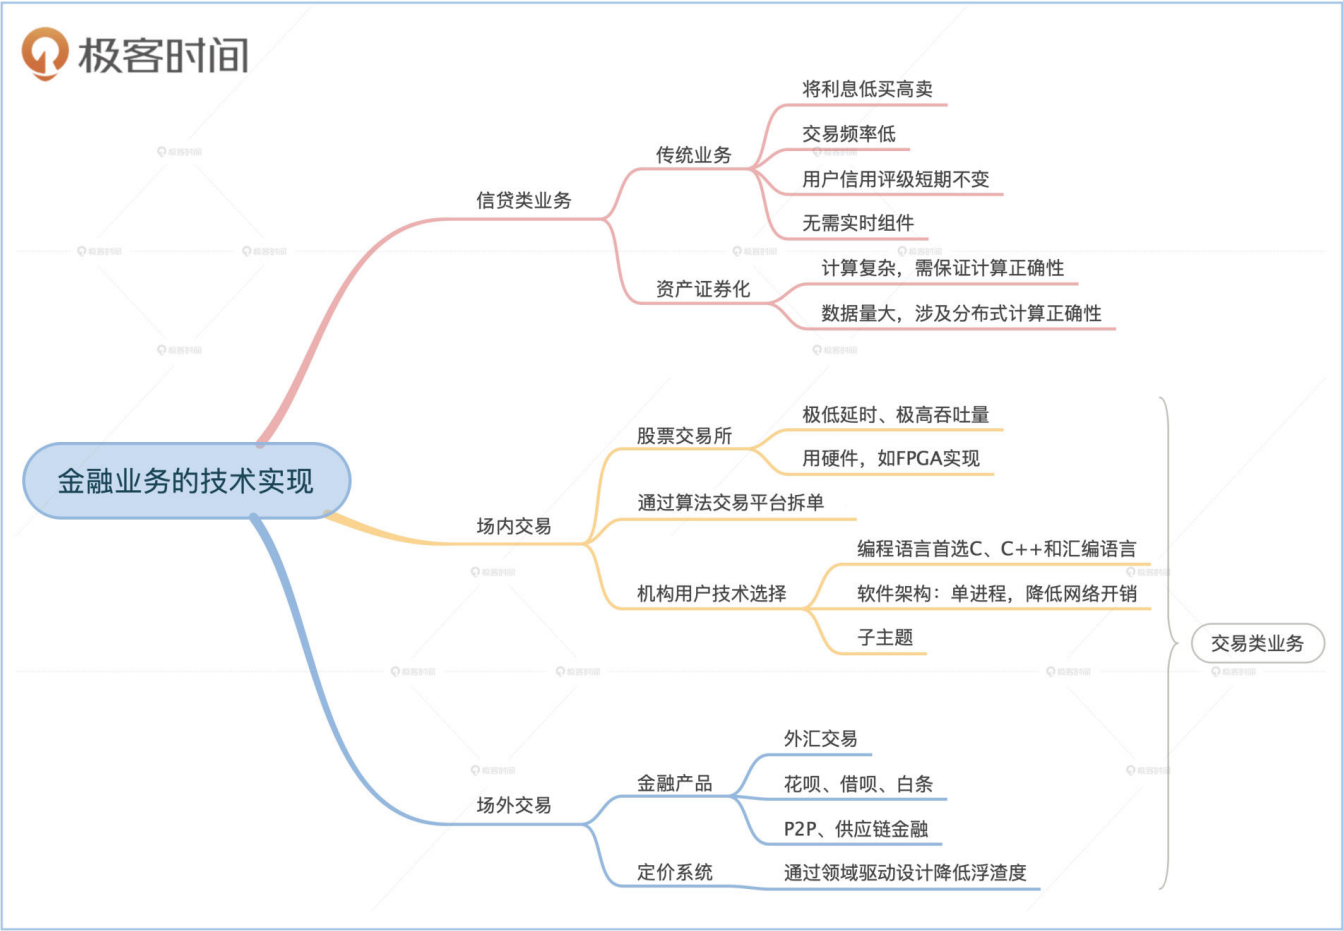 极客时间
金融业务的技术实现
信贷类业务
传统业务
将利息低买高卖
交易频率低
用户信用评级短期不变
无需实时组件
资产证券化
计算复杂，需保证计算正确性
数据量大，涉及分布式计算正确性
场内交易
股票交易所
极低延时、极高吞吐量
用硬件，如FPGA实现
通过算法交易平台拆单
机构用户技术选择
编程语言首选C、C++和汇编语言
软件架构：单进程，降低网络开销
子主题
场外交易
金融产品
外汇交易
花呗、借呗、白条
P2P、供应链金融
定价系统
通过领域驱动设计降低浮渣度
交易类业务